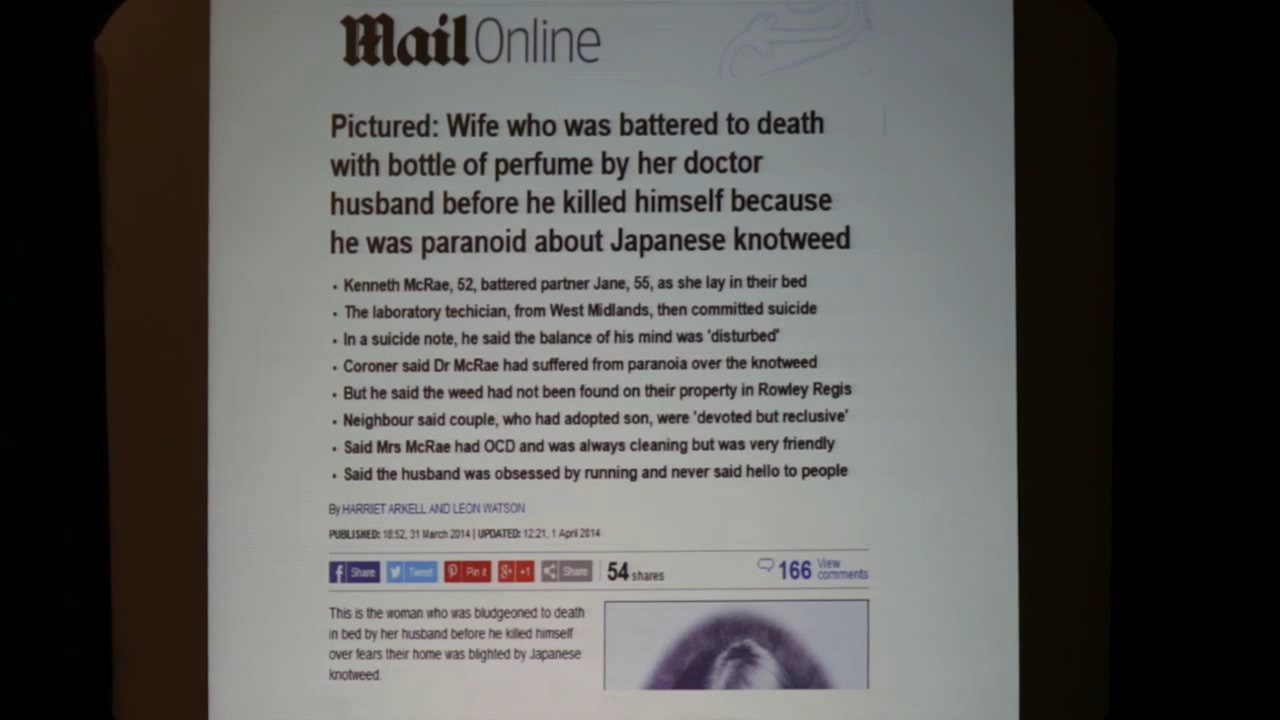 Mail Online
Pictured: Wife who was battered to death
with bottle of perfume by her doctor
husband before he killed himself because
he was paranoid about Japanese knotweed
• Kenneth McRae, 52, battered partner Jane, 55, as she lay in their bed
• The laboratory techician, from West Midlands, then committed suicide
• In a suicide note, he said the balance of his mind was 'disturbed'
• Coroner said Dr McRae had suffered from paranoia over the knotweed
• But he said the weed had not been found on their property in Rowley Regis
• Neighbour said couple, who had adopted son, were 'devoted but reclusive'
• Said Mrs McRae had OCD and was always cleaning but was very friendly
• Said the husband was obsessed by running and never said hello to people
By HARRIET ARKELL AND LEON WATSON
PUBLISHED: 18:52, 31 March 2014 | UPDATED: 12:21, 1 April 2014
f Share Tweet Pin it g+ +1 Share 54 shares 166 View comments
This is the woman who was bludgeoned to death
in bed by her husband before he killed himself
over fears their home was blighted by Japanese
knotweed.